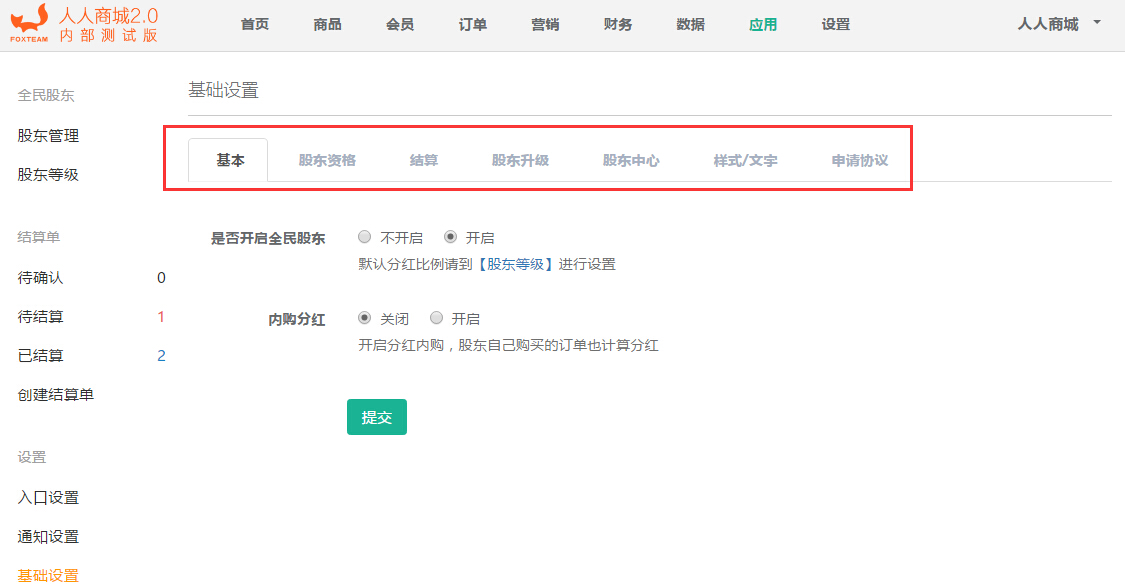 人人商城2.0
FOXTEAM 内部测试版
首页 商品 会员 订单 营销 财务 数据 应用 设置 人人商城
全民股东
股东管理
股东等级
结算单
待确认 0
待结算 1
已结算 2
创建结算单
设置
入口设置
通知设置
基础设置
基础设置
基本 股东资格 结算 股东升级 股东中心 样式/文字 申请协议
是否开启全民股东 不开启 开启
默认分红比例请到【股东等级】进行设置
内购分红 关闭 开启
开启分红内购，股东自己购买的订单也计算分红
提交